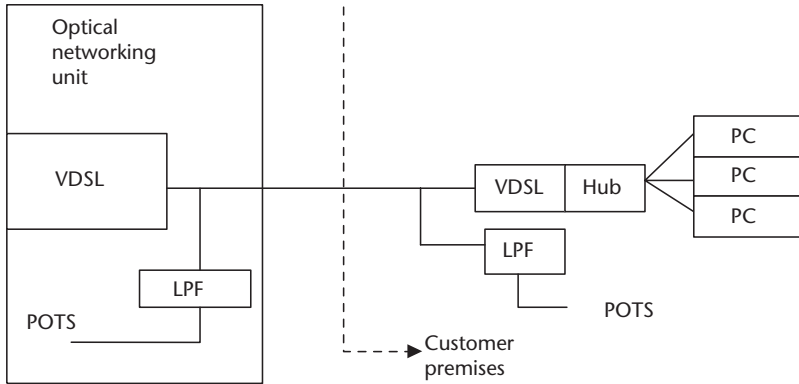 Optical
networking
unit
VDSL
LPF
POTS
VDSL
Hub
PC
PC
PC
LPF
POTS
Customer
premises